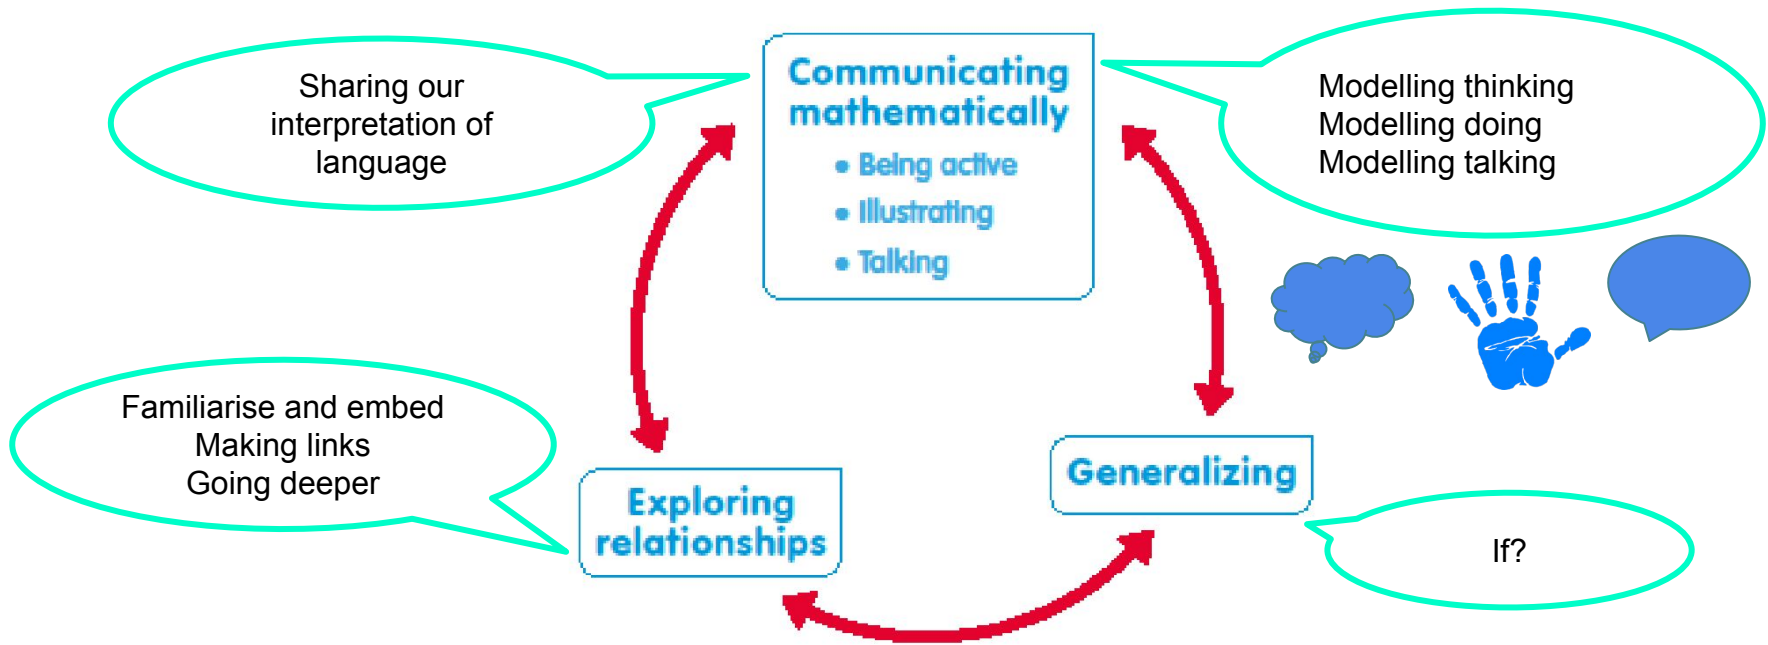 Sharing our
interpretation of
language
Communicating
mathematically
• Being active
• Illustrating
• Talking
Modelling thinking
Modelling doing
Modelling talking
Familiarise and embed
Making links
Going deeper
Exploring
relationships
Generalizing
If?